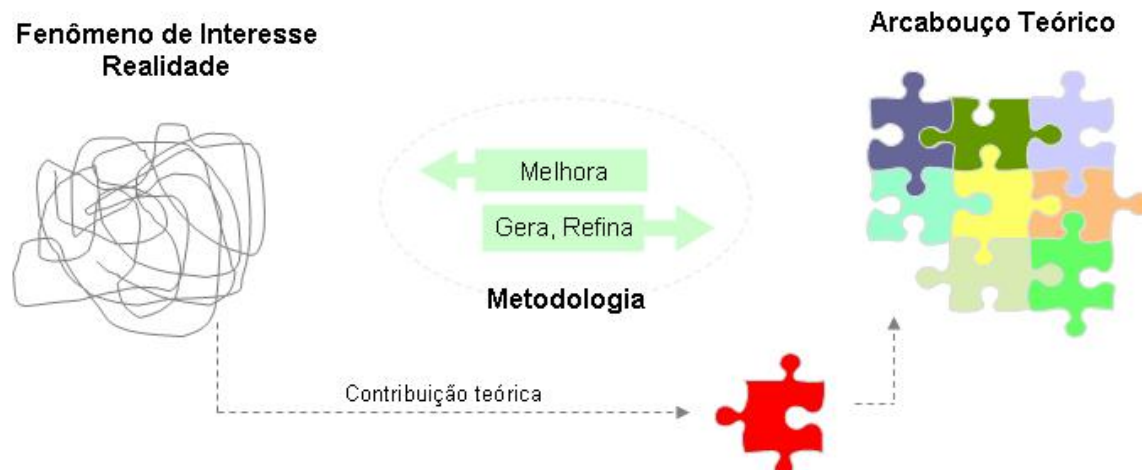 Fenômeno de Interesse
Realidade
Arcabouço Teórico
Melhora
Gera, Refina
Metodologia
Contribuição teórica